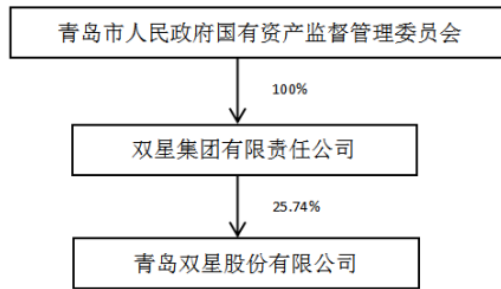 青岛市人民政府国有资产监督管理委员会
100%
双星集团有限责任公司
25.74%
青岛双星股份有限公司